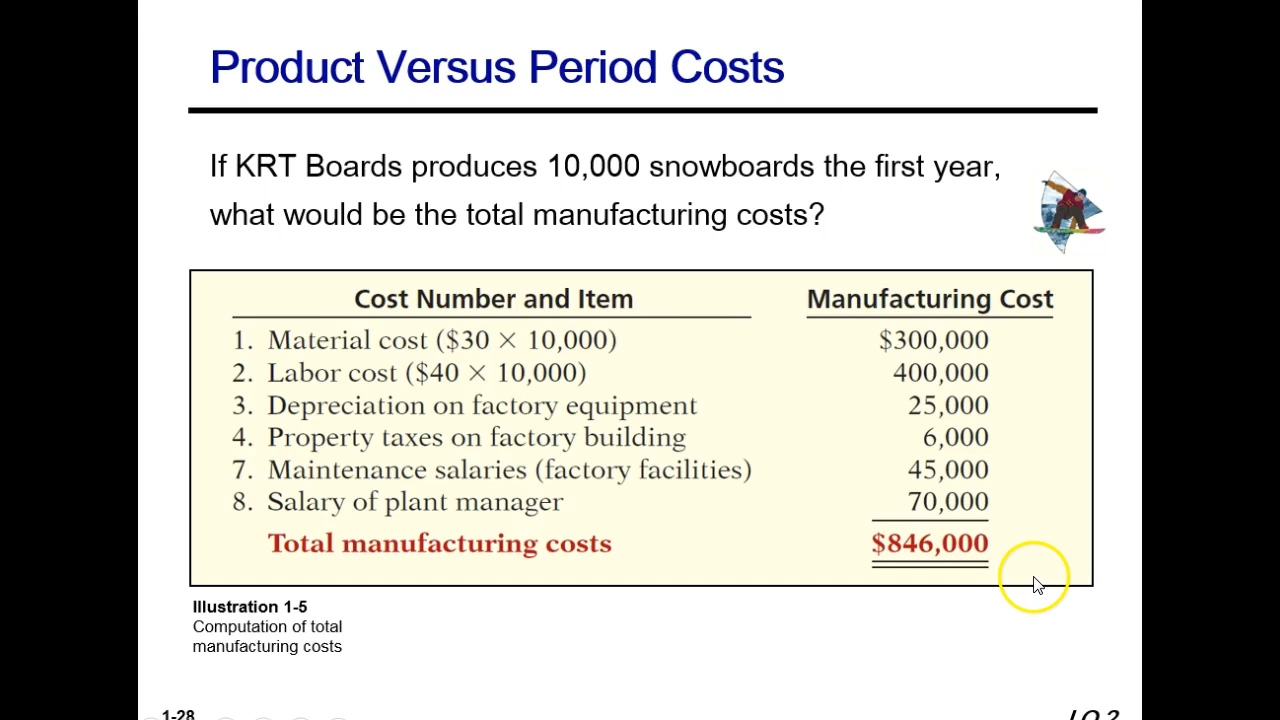 Product Versus Period Costs
If KRT Boards produces 10,000 snowboards the first year,
what would be the total manufacturing costs?
Cost Number and Item Manufacturing Cost
1. Material cost ($30 × 10,000) $300,000
2. Labor cost ($40 × 10,000) 400,000
3. Depreciation on factory equipment 25,000
4. Property taxes on factory building 6,000
7. Maintenance salaries (factory facilities) 45,000
8. Salary of plant manager 70,000
Total manufacturing costs $846,000
Illustration 1-5
Computation of total
manufacturing costs
1-28 LO 2